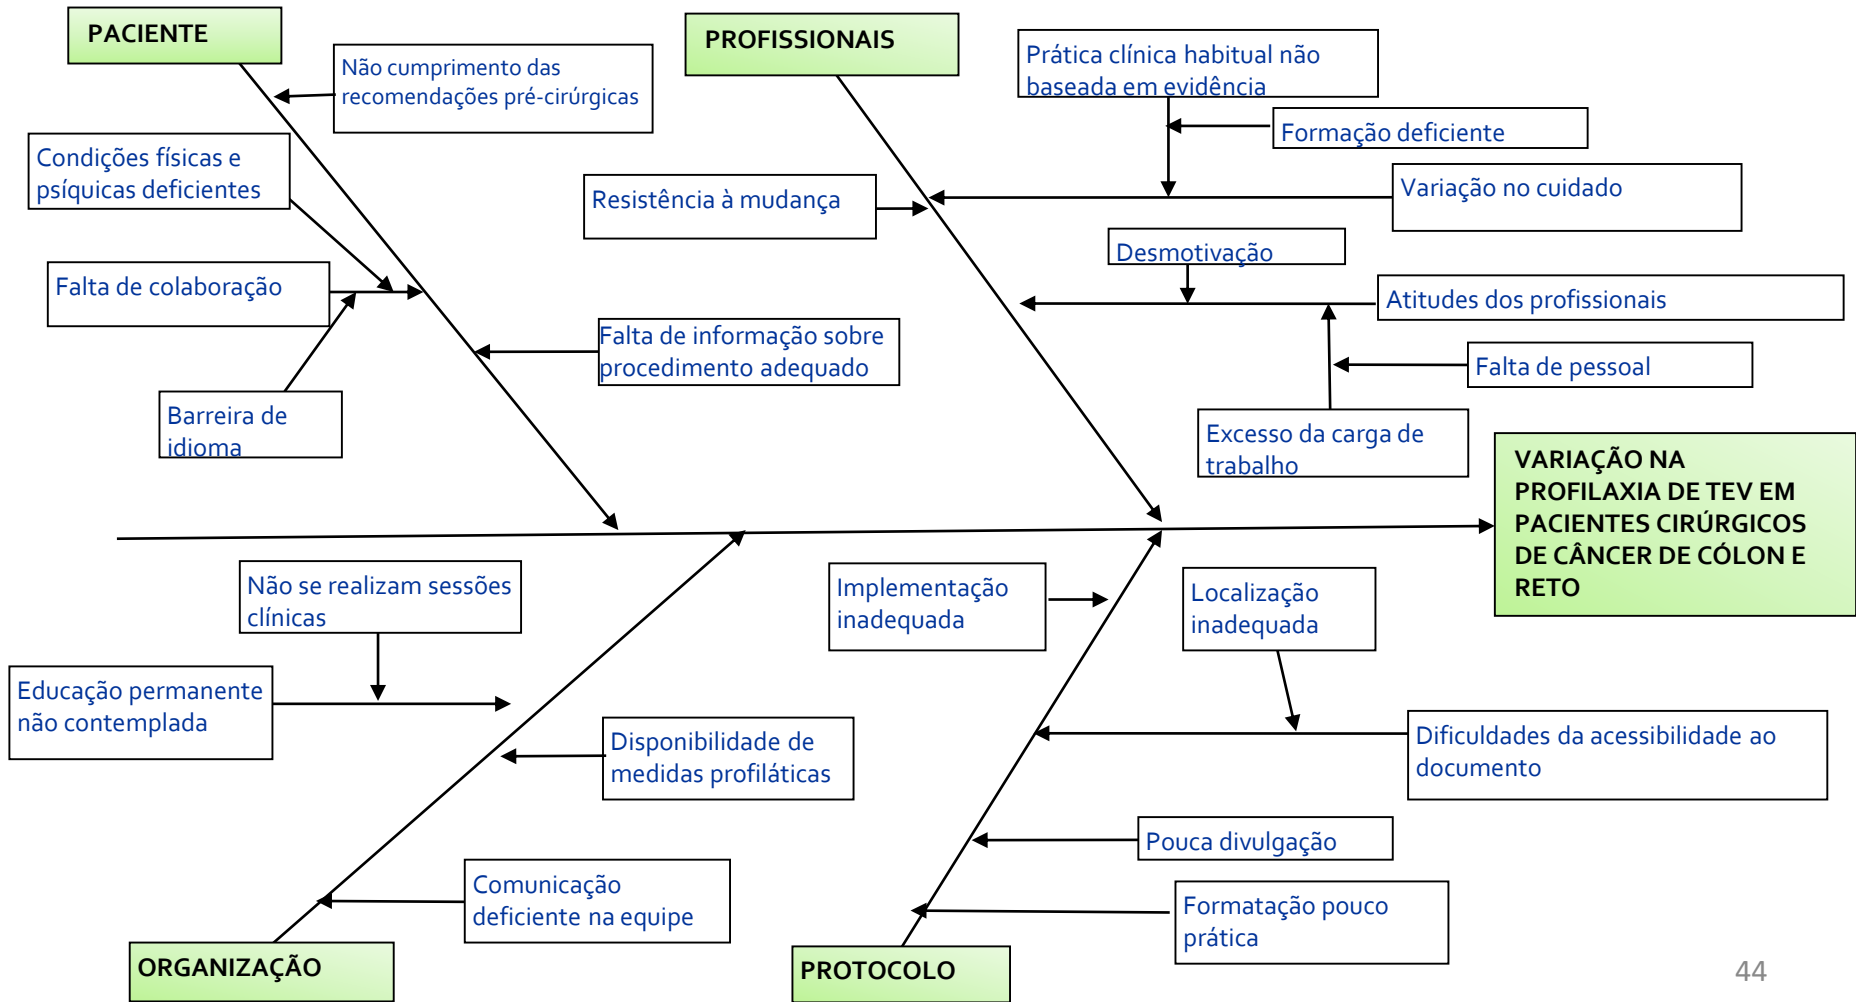 PACIENTE
Não cumprimento das
recomendações pré-cirúrgicas
Condições físicas e
psíquicas deficientes
Falta de colaboração
Barreira de
idioma
Falta de informação sobre
procedimento adequado
PROFISSIONAIS
Prática clínica habitual não
baseada em evidência
Formação deficiente
Resistência à mudança
Variação no cuidado
Desmotivação
Atitudes dos profissionais
Falta de pessoal
Excesso da carga de
trabalho
VARIAÇÃO NA
PROFILAXIA DE TEV EM
PACIENTES CIRÚRGICOS
DE CÂNCER DE CÓLON E
RETO
Não se realizam sessões
clínicas
Educação permanente
não contemplada
Disponibilidade de
medidas profiláticas
Comunicação
deficiente na equipe
ORGANIZAÇÃO
Implementação
inadequada
Localização
inadequada
Dificuldades da acessibilidade ao
documento
Pouca divulgação
Formatação pouco
prática
PROTOCOLO
44